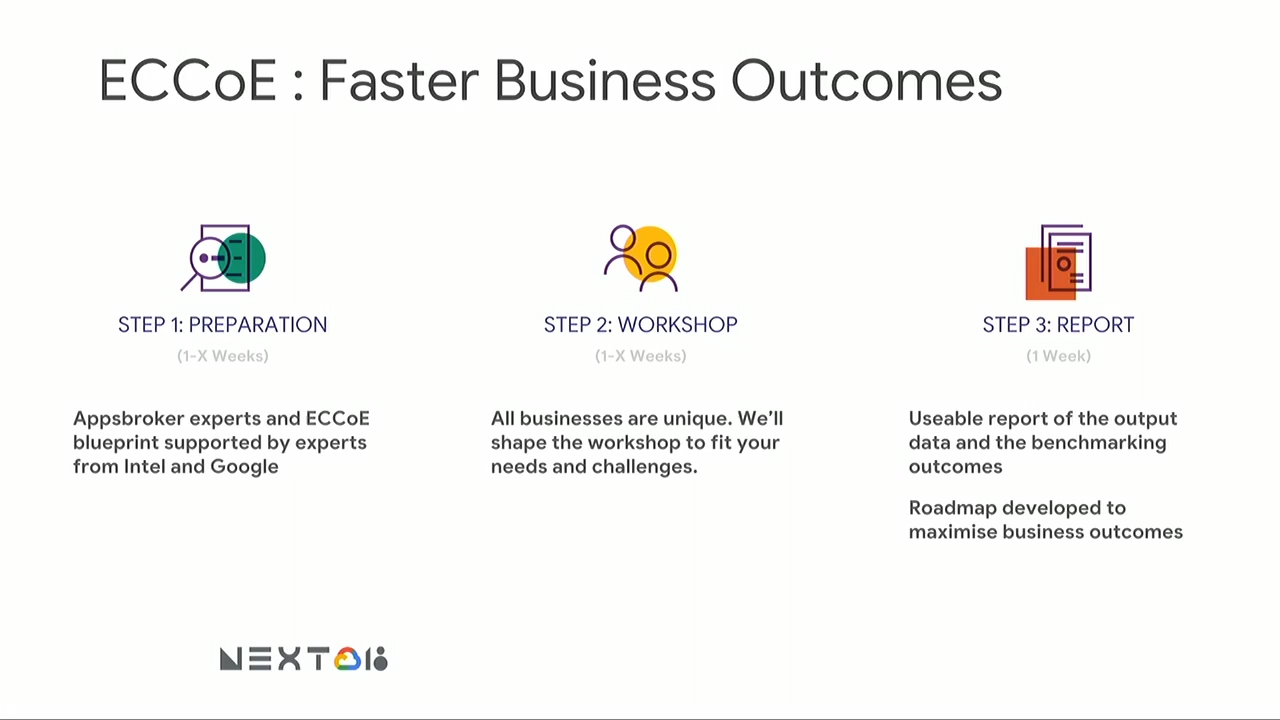 ECCoE : Faster Business Outcomes
STEP 1: PREPARATION
(1-X Weeks)
Appsbroker experts and ECCoE
blueprint supported by experts
from Intel and Google
STEP 2: WORKSHOP
(1-X Weeks)
All businesses are unique. We’ll
shape the workshop to fit your
needs and challenges.
STEP 3: REPORT
(1 Week)
Useable report of the output
data and the benchmarking
outcomes
Roadmap developed to
maximise business outcomes
NEXT 18